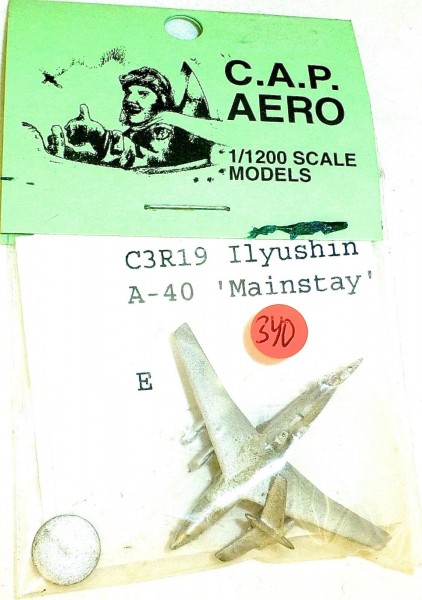 C.A.P.
AERO
1/1200 SCALE
MODELS
C3R19 Ilyushin
A-40 'Mainstay'
340
E